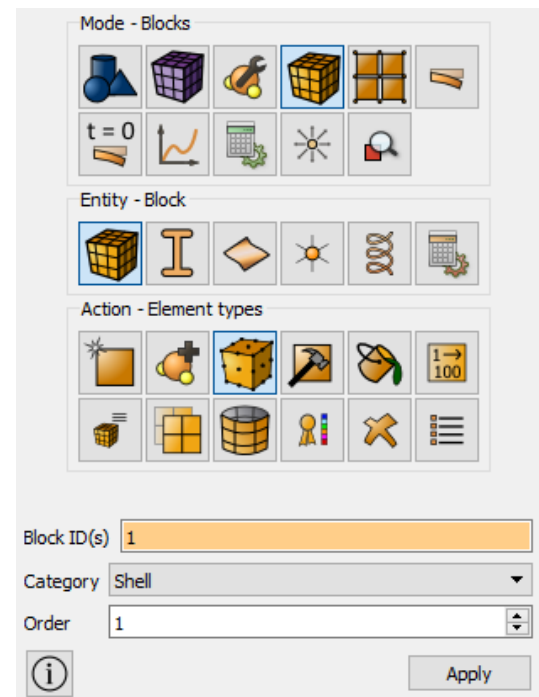 Mode - Blocks
t = 0
Entity - Block
Action - Element types
1→
100
Block ID(s) 1
Category Shell
Order 1
i
Apply